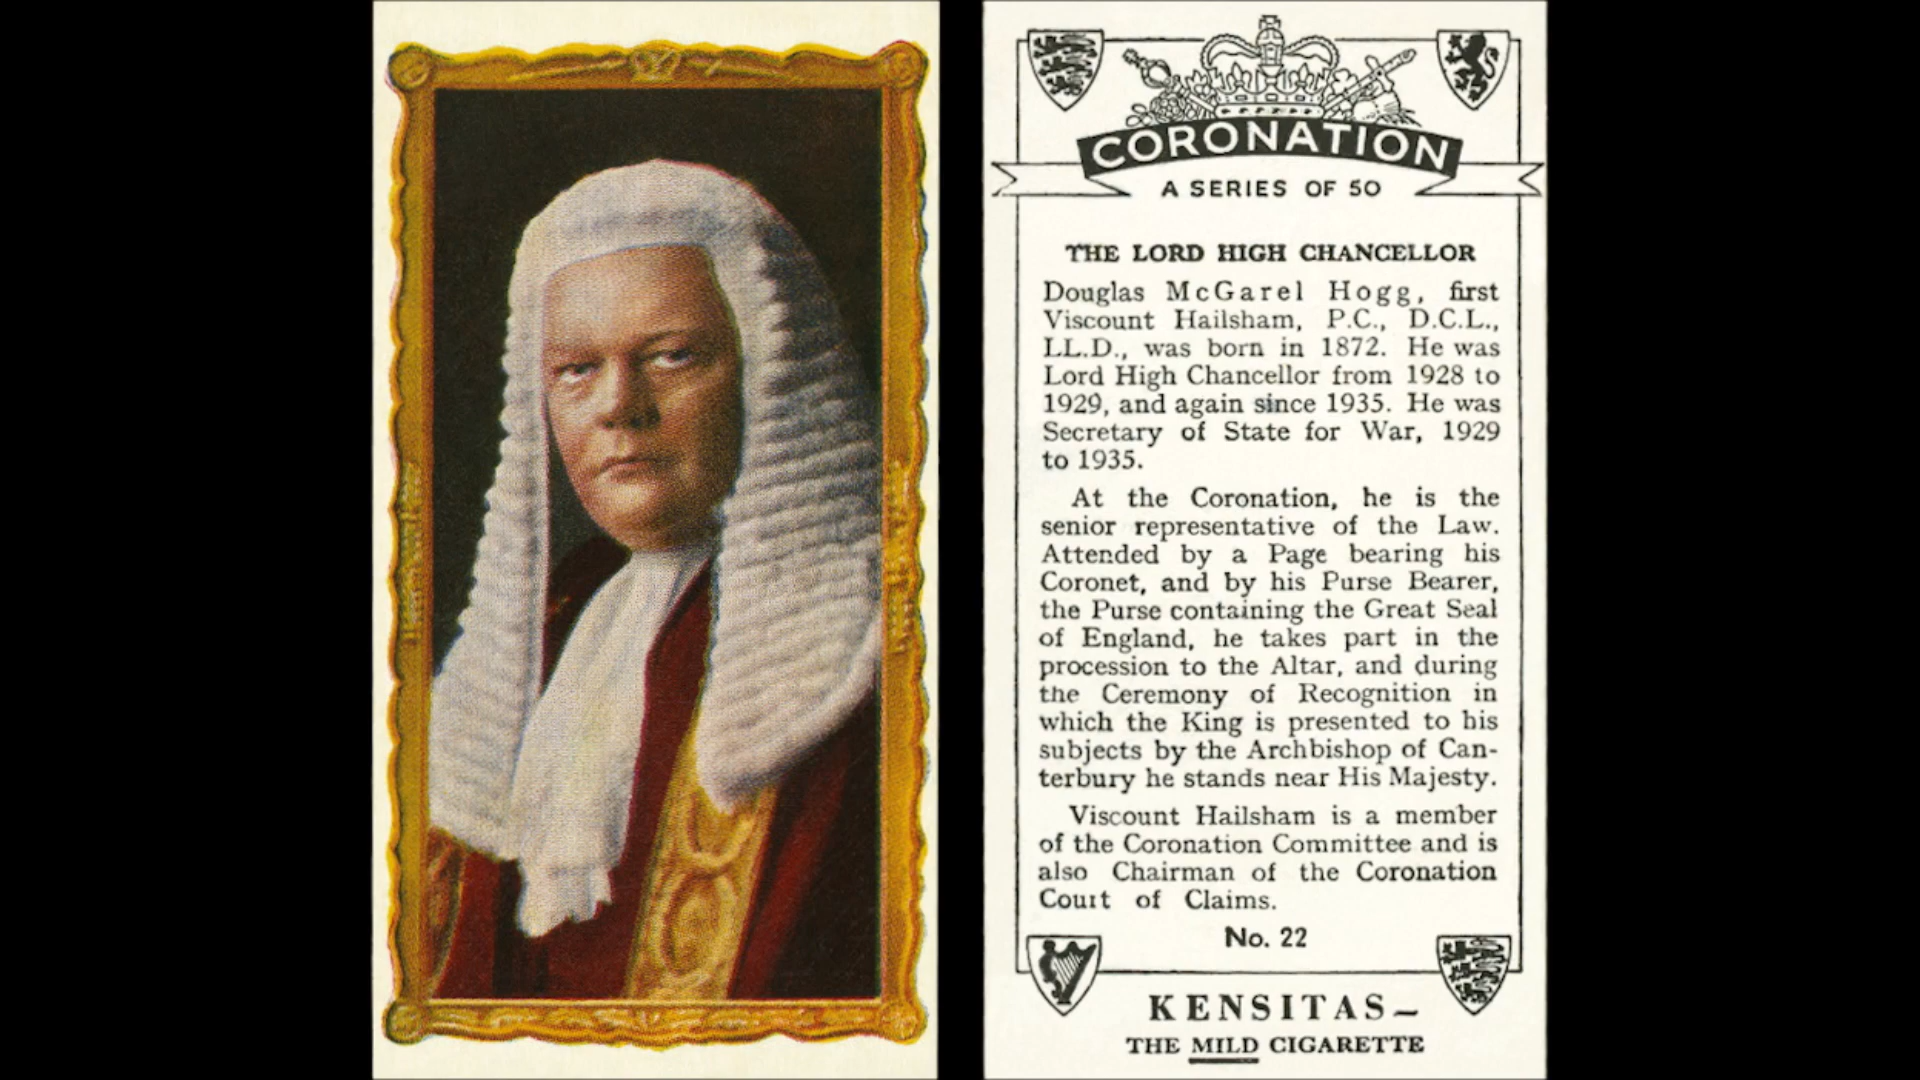 CORONATION
A SERIES OF 50
THE LORD HIGH CHANCELLOR
Douglas McGarel Hogg, first
Viscount Hailsham, P.C., D.C.L.,
LL.D., was born in 1872. He was
Lord High Chancellor from 1928 to
1929, and again since 1935. He was
Secretary of State for War, 1929
to 1935.
At the Coronation, he is the
senior representative of the Law.
Attended by a Page bearing his
Coronet, and by his Purse Bearer,
the Purse containing the Great Seal
of England, he takes part in the
procession to the Altar, and during
the Ceremony of Recognition in
which the King is presented to his
subjects by the Archbishop of Can-
terbury he stands near His Majesty.
Viscount Hailsham is a member
of the Coronation Committee and is
also Chairman of the Coronation
Court of Claims.
No. 22
KENSITAS—
THE MILD CIGARETTE